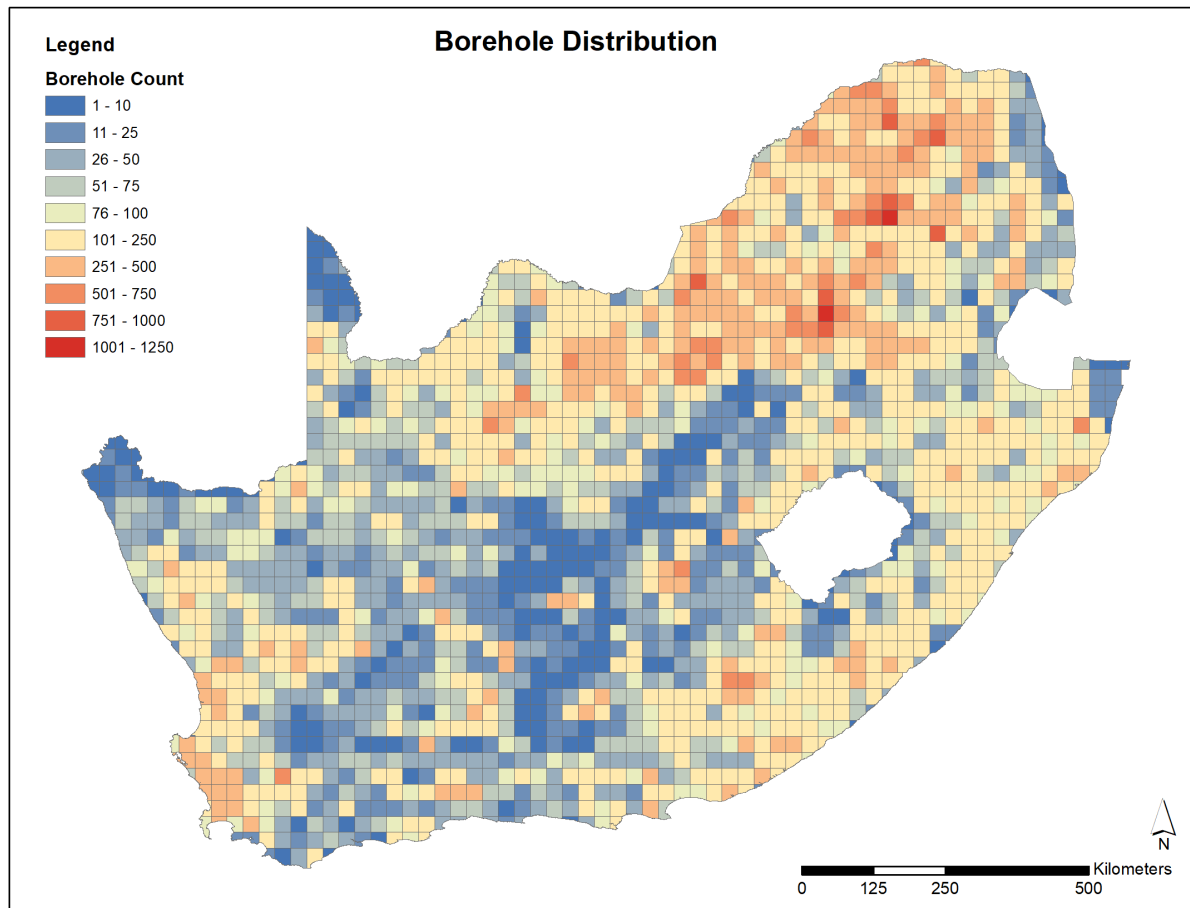 Borehole Distribution
Legend
Borehole Count
1 - 10
11 - 25
26 - 50
51 - 75
76 - 100
101 - 250
251 - 500
501 - 750
751 - 1000
1001 - 1250
N
Kilometers
0 125 250 500